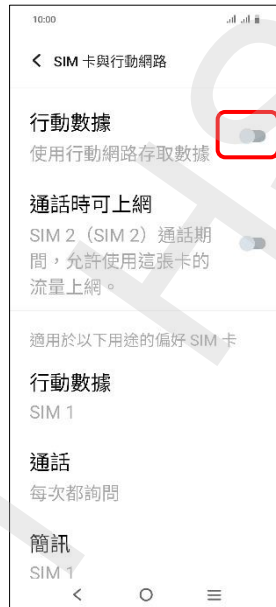 10:00
SIM 卡與行動網路
行動數據
使用行動網路存取數據
通話時可上網
SIM 2（SIM 2）通話期
間，允許使用這張卡的
流量上網。
適用於以下用途的偏好 SIM 卡
行動數據
SIM 1
通話
每次都詢問
簡訊
SIM 1